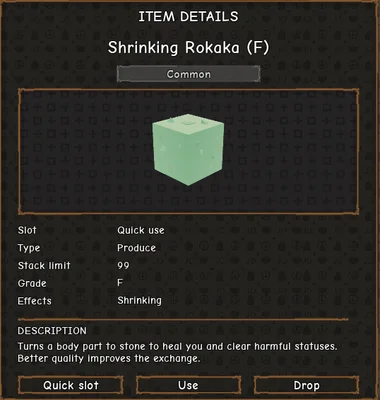 ITEM DETAILS
Shrinking Rokaka (F)
Common
Slot Quick use
Type Produce
Stack limit 99
Grade F
Effects Shrinking
DESCRIPTION
Turns a body part to stone to heal you and clear harmful statuses.
Better quality improves the exchange.
Quick slot Use Drop